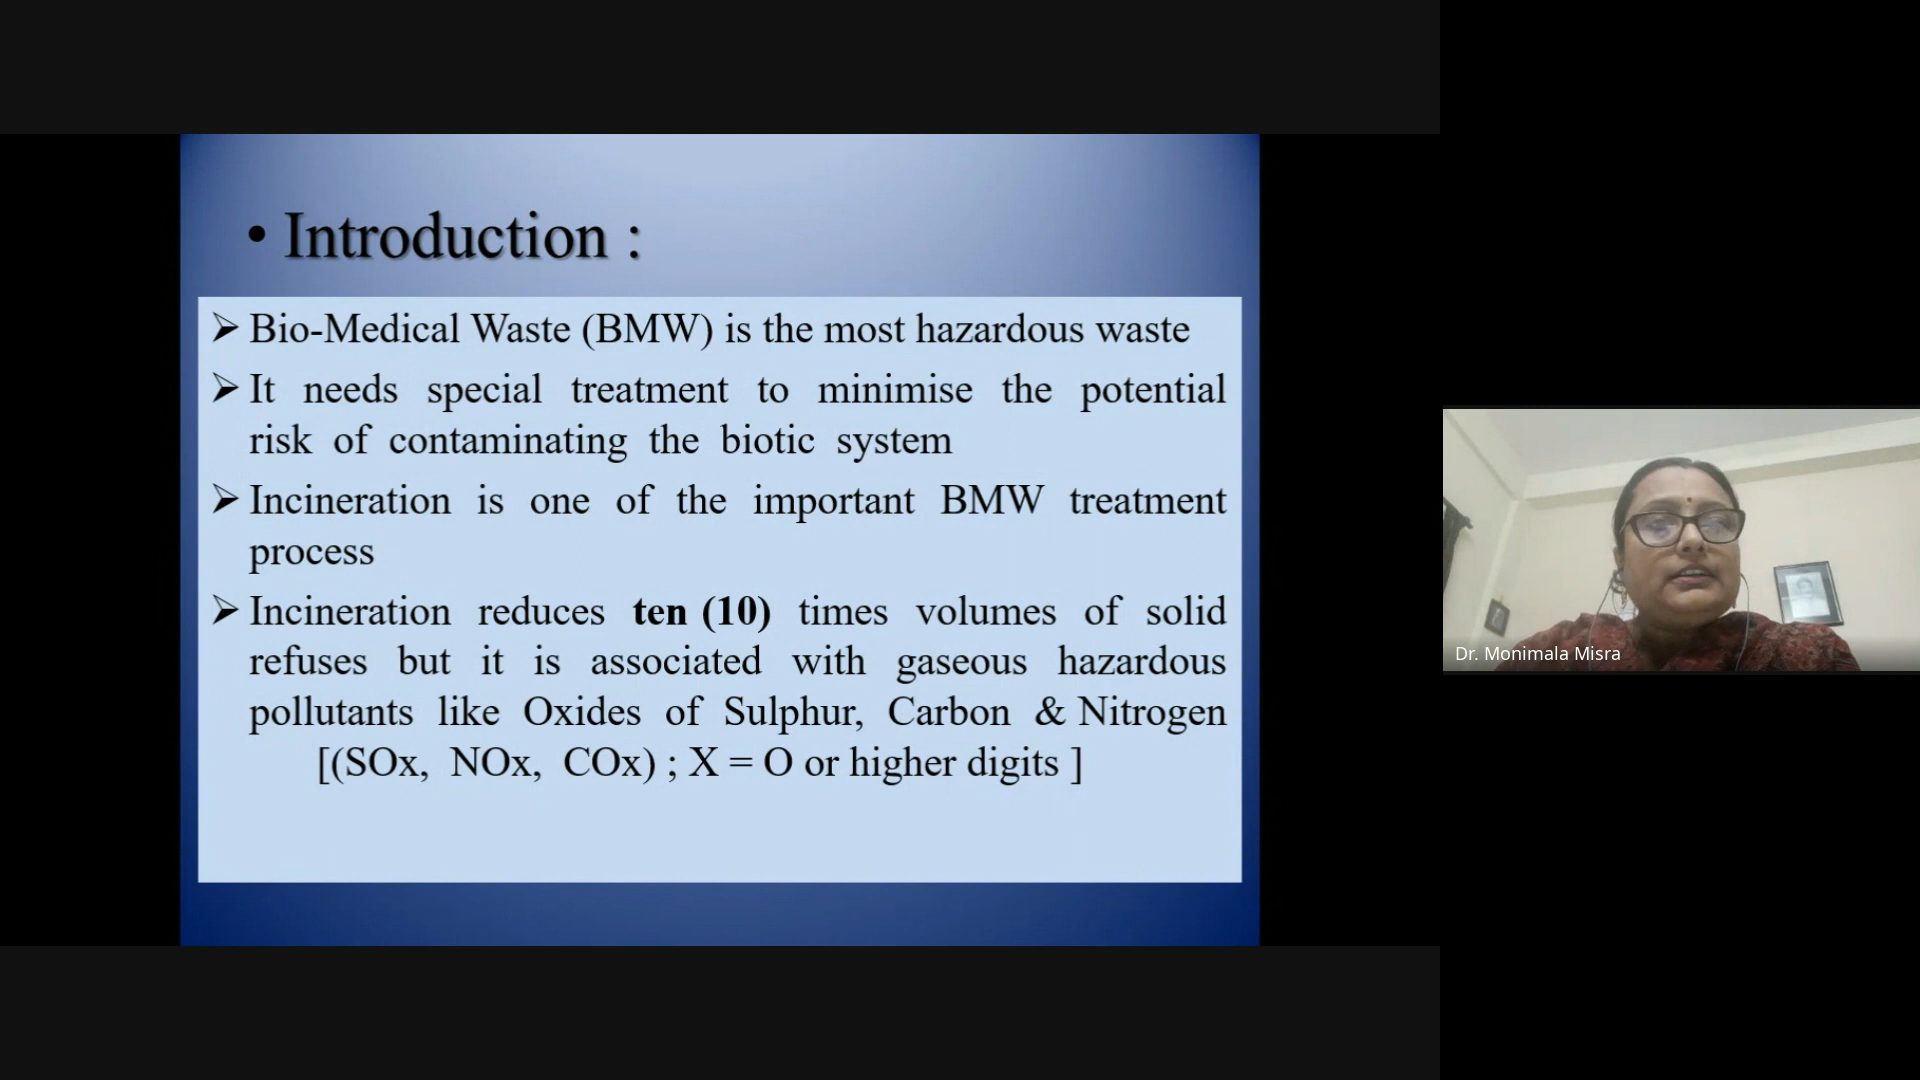 • Introduction :
➢ Bio-Medical Waste (BMW) is the most hazardous waste
➢ It needs special treatment to minimise the potential
risk of contaminating the biotic system
➢ Incineration is one of the important BMW treatment
process
➢ Incineration reduces ten (10) times volumes of solid
refuses but it is associated with gaseous hazardous
pollutants like Oxides of Sulphur, Carbon & Nitrogen
[(SOx, NOx, COx) ; X = O or higher digits ]
Dr. Monimala Misra